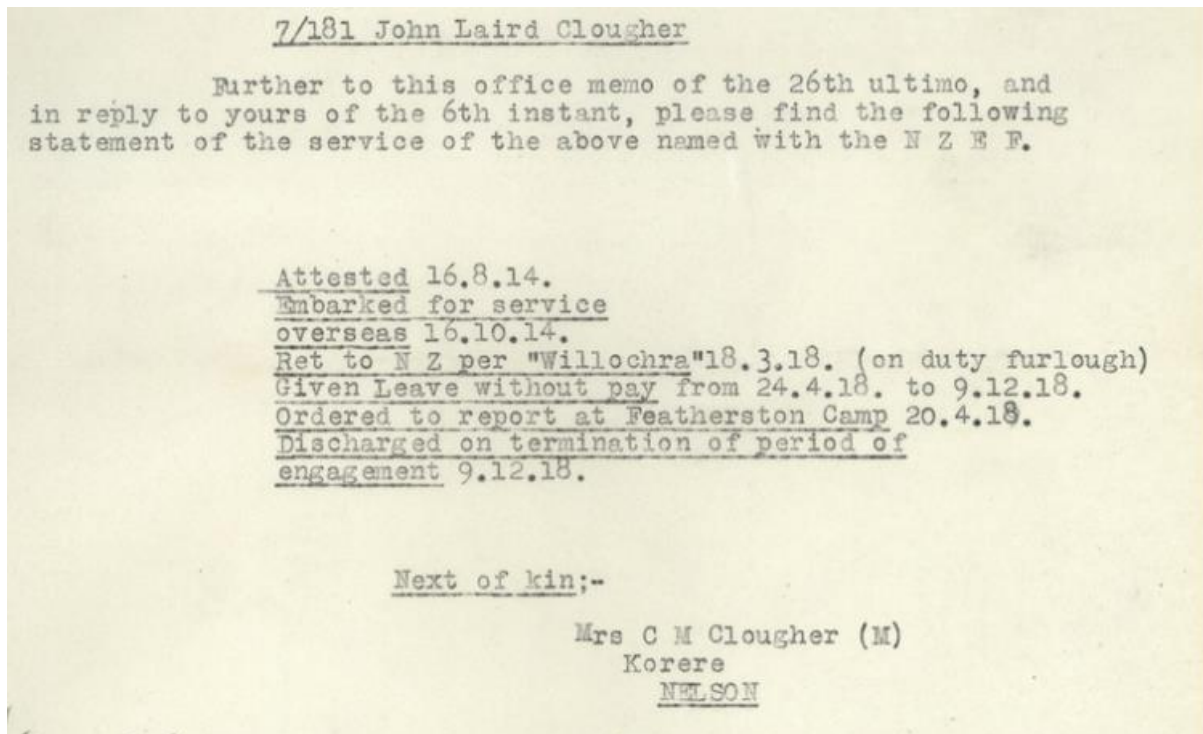 7/181 John Laird Clougher
Further to this office memo of the 26th ultimo, and
in reply to yours of the 6th instant, please find the following
statement of the service of the above named with the N Z E F.
Attested 16.8.14.
Embarked for service
overseas 16.10.14.
Ret to N Z per "Willochra"18.3.18. (on duty furlough)
Given Leave without pay from 24.4.18. to 9.12.18.
Ordered to report at Featherston Camp 20.4.18.
Discharged on termination of period of
engagement 9.12.18.
Next of kin;-
Mrs C M Clougher (M)
Korere
NELSON